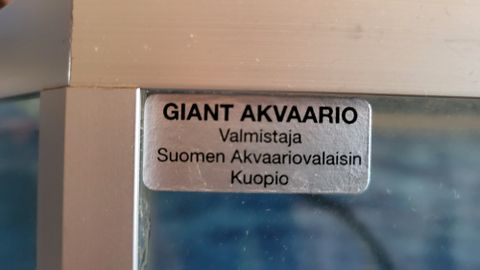 GIANT AKVAARIO
Valmistaja
Suomen Akvaariovalaisin
Kuopio